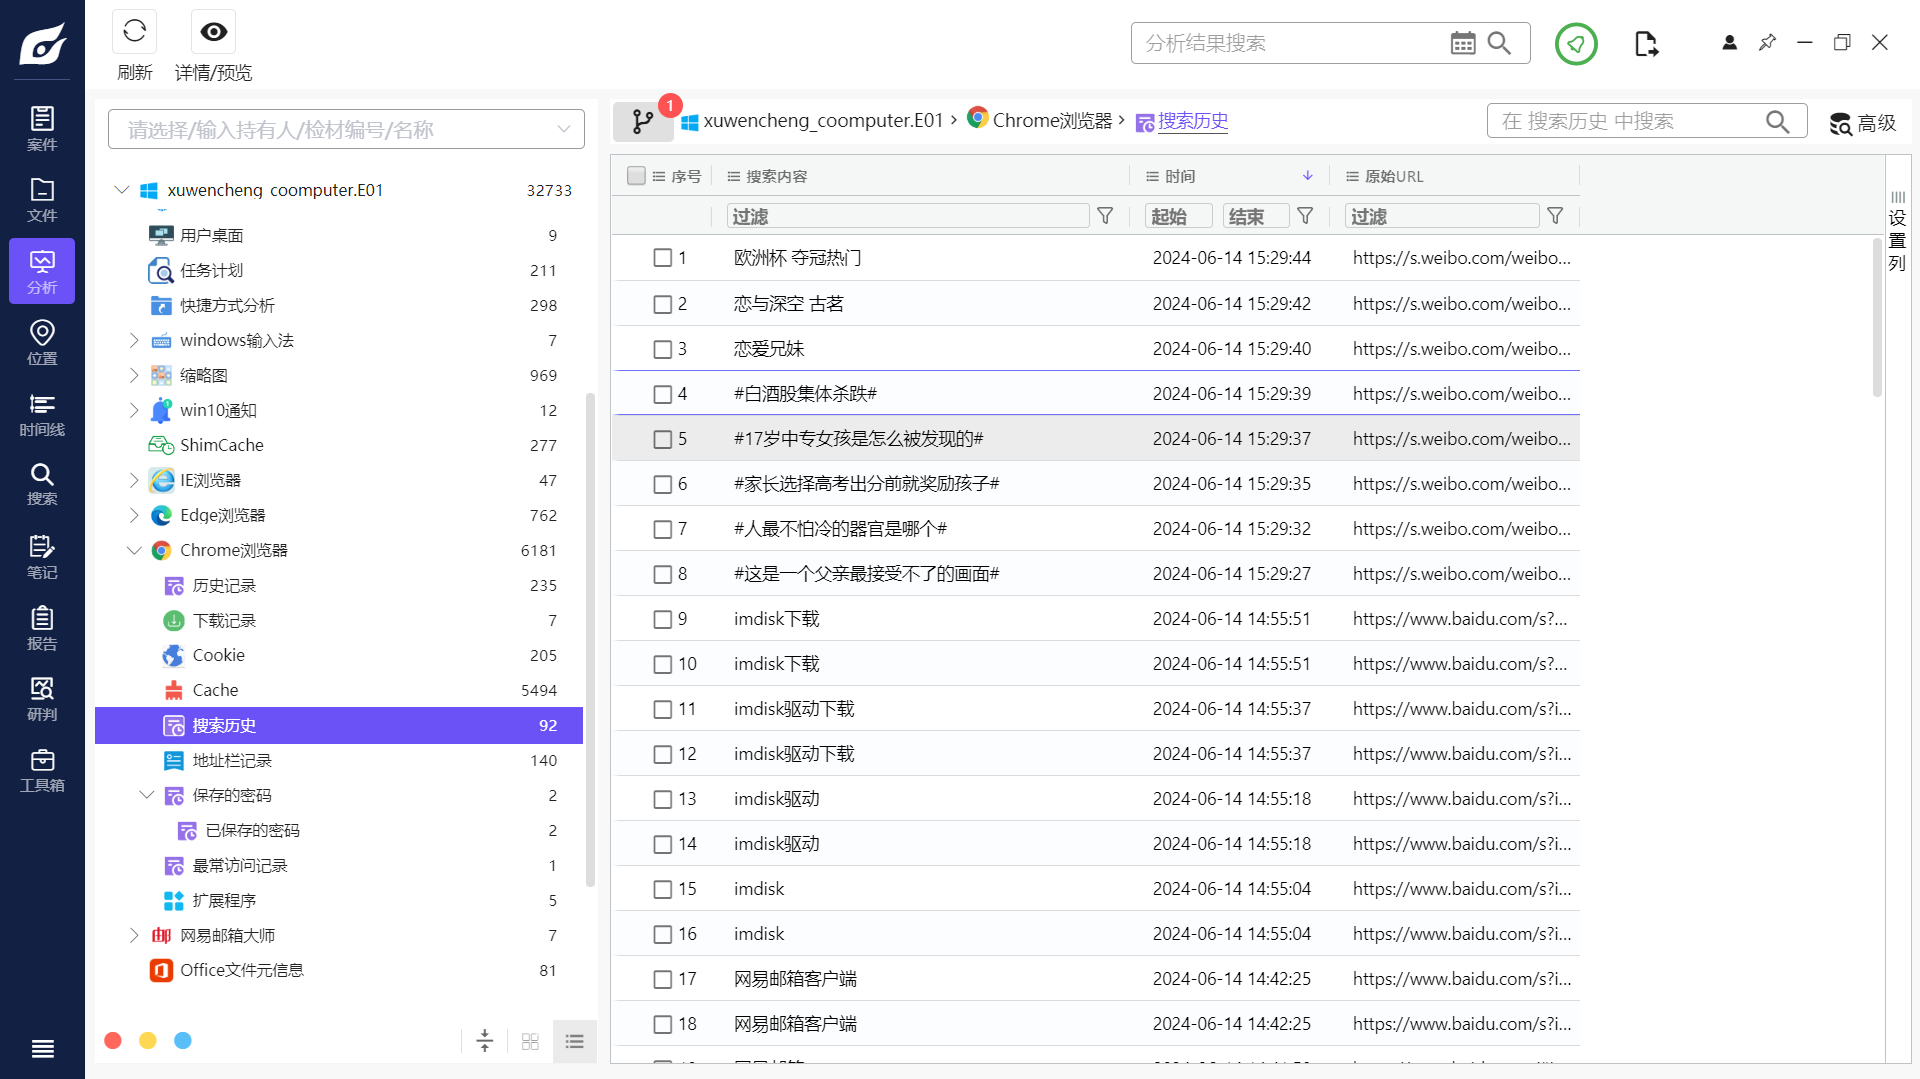 刷新
详情/预览
分析结果搜索
案件
文件
分析
位置
时间线
搜索
笔记
报告
研判
工具箱
请选择/输入持有人/检材编号/名称
xuwencheng_coomputer.E01 32733
用户桌面 9
任务计划 211
快捷方式分析 298
windows输入法 7
缩略图 969
win10通知 12
ShimCache 277
IE浏览器 47
Edge浏览器 762
Chrome浏览器 6181
历史记录 235
下载记录 7
Cookie 205
Cache 5494
搜索历史 92
地址栏记录 140
保存的密码 2
已保存的密码 2
最常访问记录 1
扩展程序 5
网易邮箱大师 7
Office文件元信息 81
1
xuwencheng_coomputer.E01 › Chrome浏览器 › 搜索历史
在 搜索历史 中搜索
高级
序号 搜索内容 时间 原始URL
过滤 起始 结束 过滤
1 欧洲杯 夺冠热门 2024-06-14 15:29:44 https://s.weibo.com/weibo...
2 恋与深空 古茗 2024-06-14 15:29:42 https://s.weibo.com/weibo...
3 恋爱兄妹 2024-06-14 15:29:40 https://s.weibo.com/weibo...
4 #白酒股集体杀跌# 2024-06-14 15:29:39 https://s.weibo.com/weibo...
5 #17岁中专女孩是怎么被发现的# 2024-06-14 15:29:37 https://s.weibo.com/weibo...
6 #家长选择高考出分前就奖励孩子# 2024-06-14 15:29:35 https://s.weibo.com/weibo...
7 #人最不怕冷的器官是哪个# 2024-06-14 15:29:32 https://s.weibo.com/weibo...
8 #这是一个父亲最接受不了的画面# 2024-06-14 15:29:27 https://s.weibo.com/weibo...
9 imdisk下载 2024-06-14 14:55:51 https://www.baidu.com/s?...
10 imdisk下载 2024-06-14 14:55:51 https://www.baidu.com/s?...
11 imdisk驱动下载 2024-06-14 14:55:37 https://www.baidu.com/s?i...
12 imdisk驱动下载 2024-06-14 14:55:37 https://www.baidu.com/s?i...
13 imdisk驱动 2024-06-14 14:55:18 https://www.baidu.com/s?i...
14 imdisk驱动 2024-06-14 14:55:18 https://www.baidu.com/s?i...
15 imdisk 2024-06-14 14:55:04 https://www.baidu.com/s?i...
16 imdisk 2024-06-14 14:55:04 https://www.baidu.com/s?i...
17 网易邮箱客户端 2024-06-14 14:42:25 https://www.baidu.com/s?i...
18 网易邮箱客户端 2024-06-14 14:42:25 https://www.baidu.com/s?i...
设置列